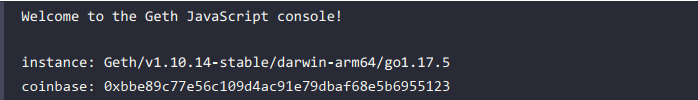 Welcome to the Geth JavaScript console!
instance: Geth/v1.10.14-stable/darwin-arm64/go1.17.5
coinbase: 0xbbe89c77e56c109d4ac91e79dbaf68e5b6955123